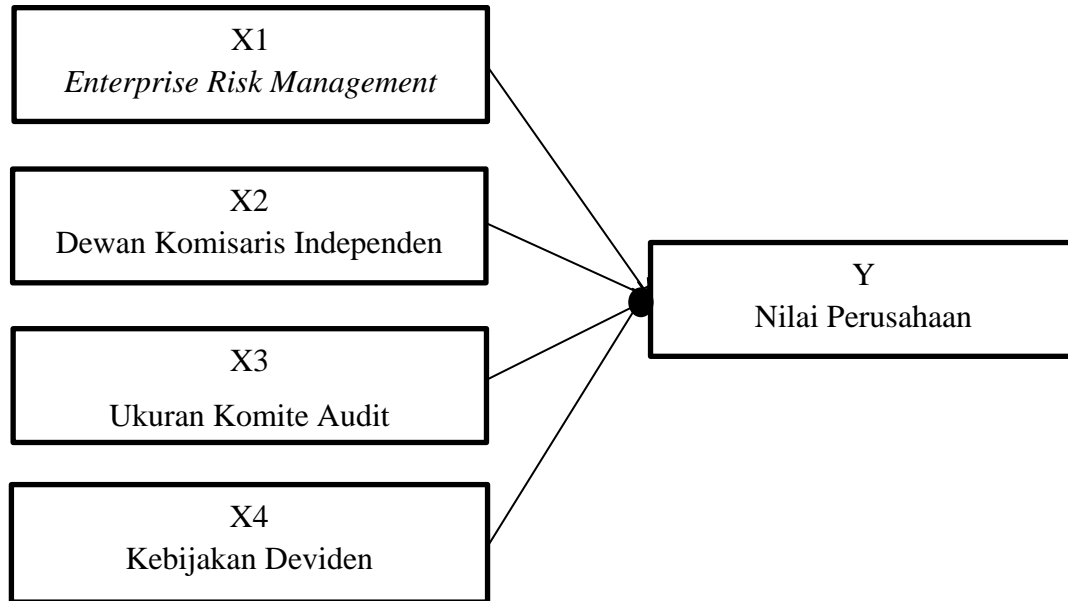 X1
Enterprise Risk Management
X2
Dewan Komisaris Independen
X3
Ukuran Komite Audit
X4
Kebijakan Deviden
Y
Nilai Perusahaan